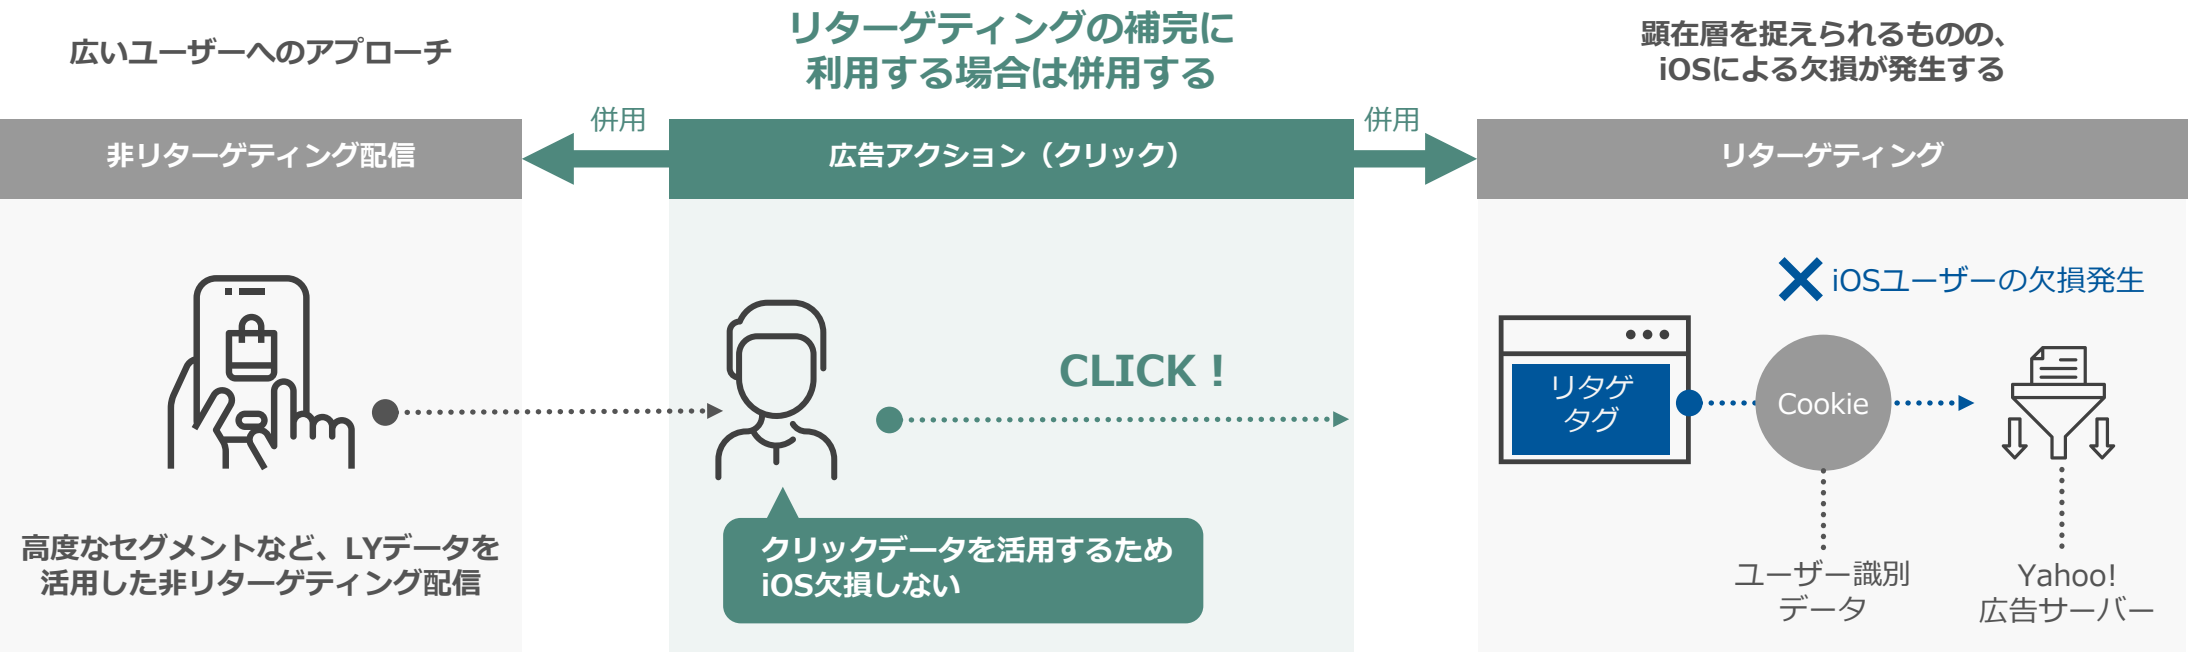 広いユーザーへのアプローチ
非リターゲティング配信
高度なセグメントなど、LYデータを
活用した非リターゲティング配信
併用
リターゲティングの補完に
利用する場合は併用する
広告アクション（クリック）
CLICK！
クリックデータを活用するため
iOS欠損しない
併用
顕在層を捉えられるものの、
iOSによる欠損が発生する
リターゲティング
iOSユーザーの欠損発生
リタゲ
タグ
Cookie
ユーザー識別
データ
Yahoo!
広告サーバー